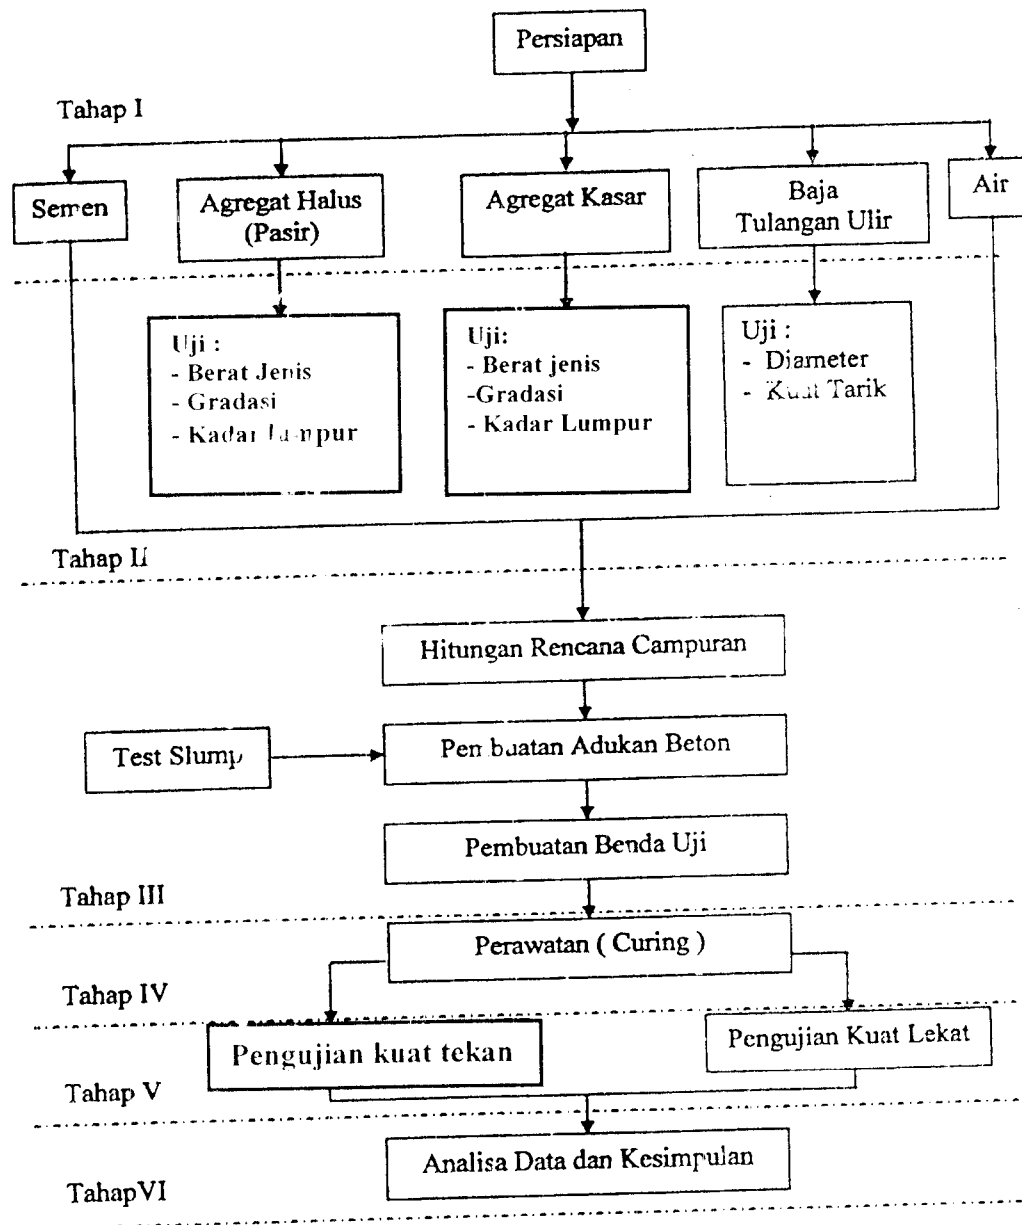 Persiapan
Tahap I
Semen
Agregat Halus
(Pasir)
Agregat Kasar
Baja
Tulangan Ulir
Air
Uji :
- Berat Jenis
- Gradasi
- Kadar Lumpur
Uji:
- Berat jenis
-Gradasi
- Kadar Lumpur
Uji :
- Diameter
- Kuat Tarik
Tahap II
Hitungan Rencana Campuran
Test Slump
Pembuatan Adukan Beton
Pembuatan Benda Uji
Tahap III
Perawatan ( Curing )
Tahap IV
Pengujian kuat tekan
Pengujian Kuat Lekat
Tahap V
Analisa Data dan Kesimpulan
TahapVI